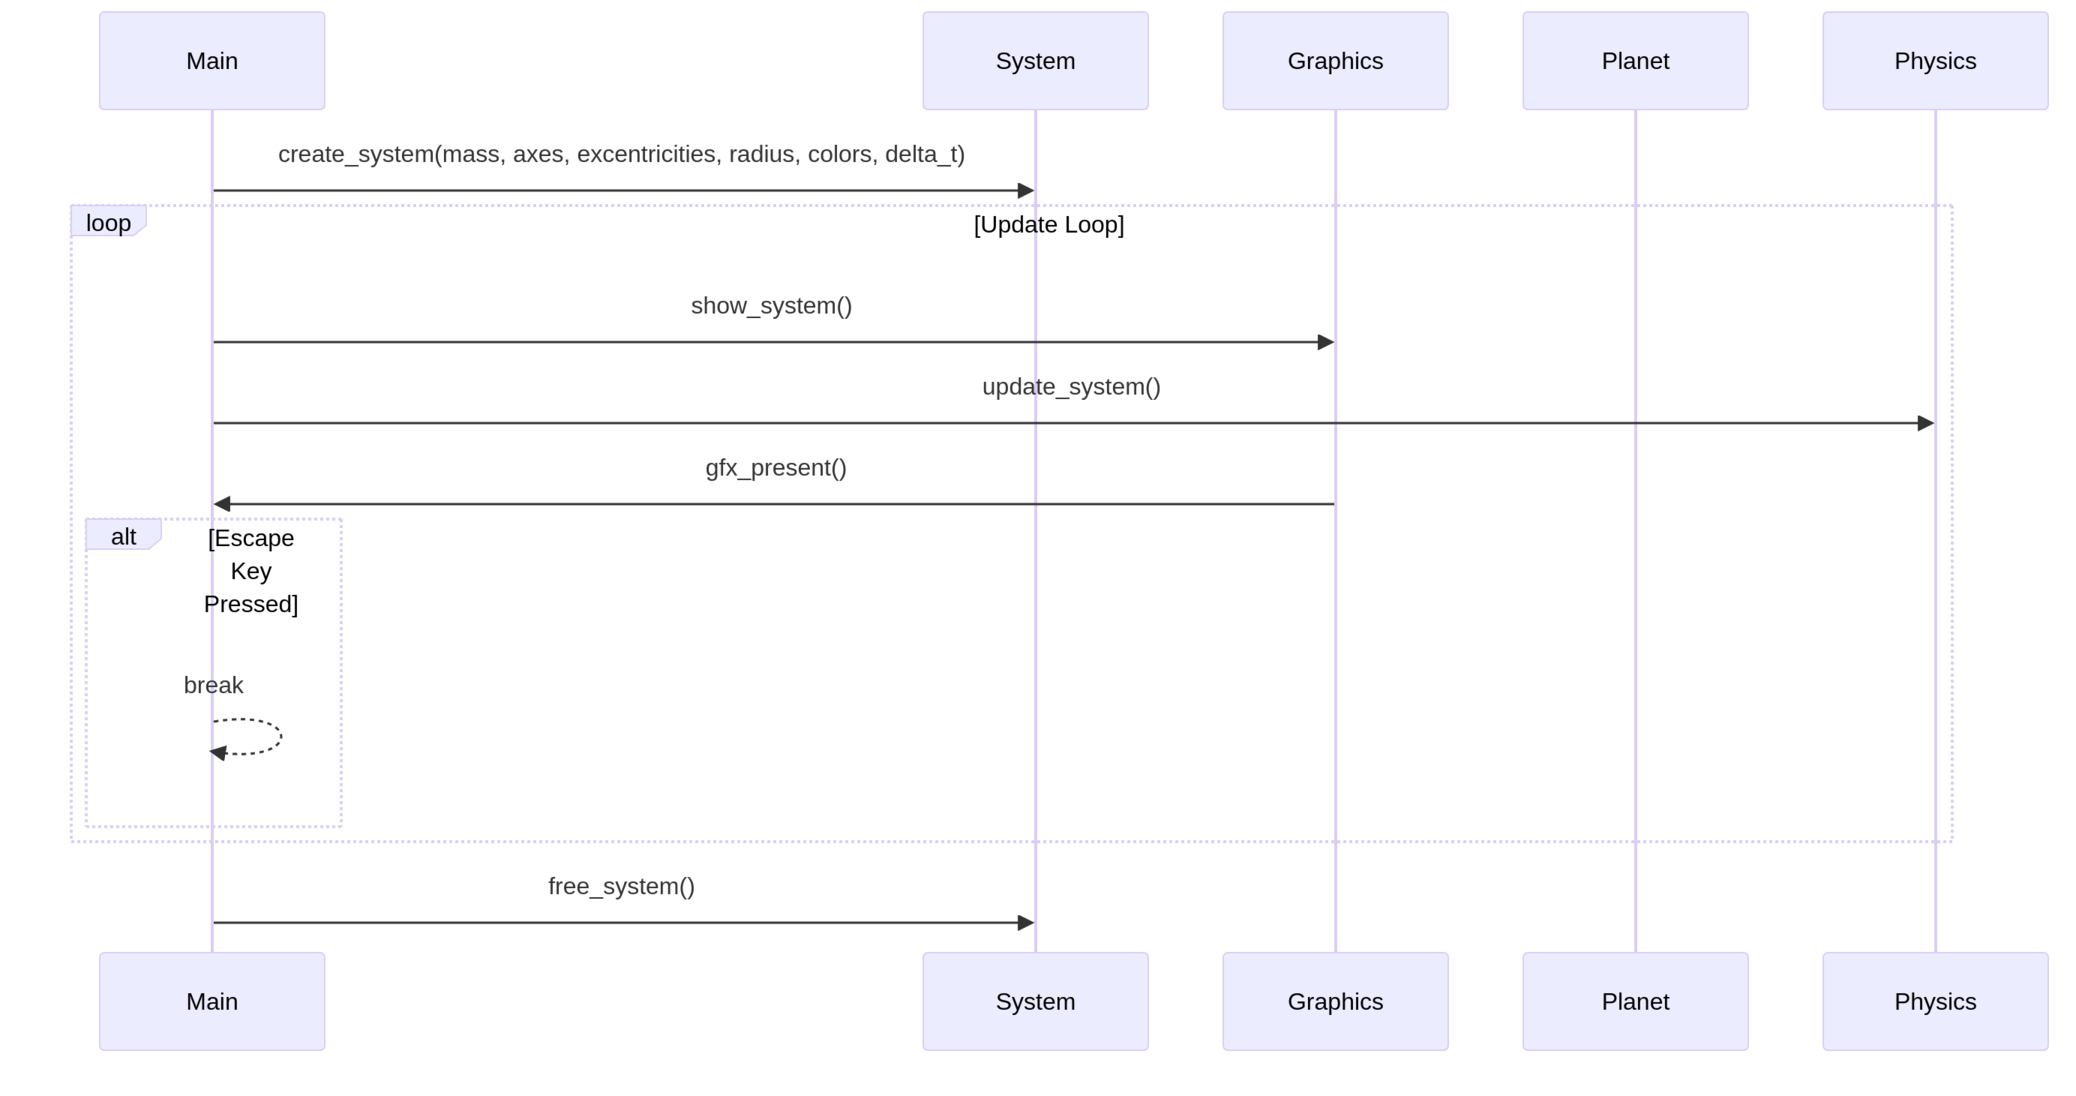 Main
System
Graphics
Planet
Physics
create_system(mass, axes, excentricities, radius, colors, delta_t)
loop
[Update Loop]
show_system()
update_system()
gfx_present()
alt
[Escape
Key
Pressed]
break
free_system()
Main
System
Graphics
Planet
Physics